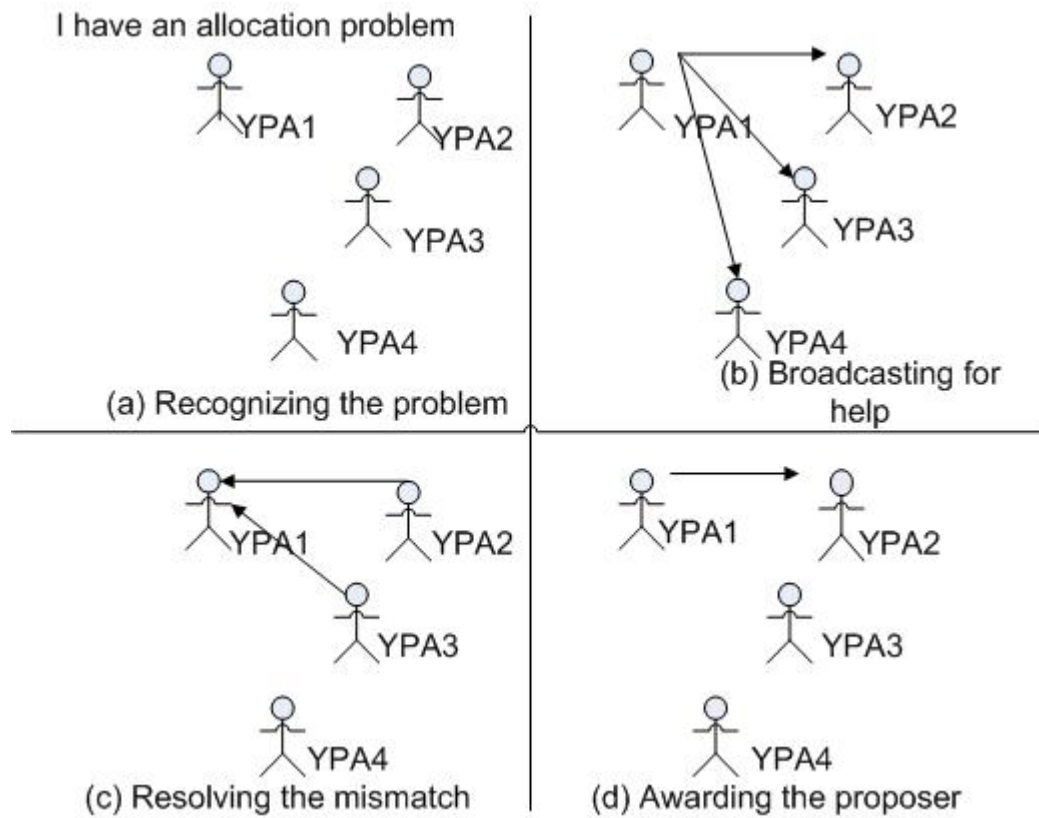 I have an allocation problem
YPA1
YPA2
YPA3
YPA4
(a) Recognizing the problem
YPA1
YPA2
YPA3
YPA4
(b) Broadcasting for
help
YPA1
YPA2
YPA3
YPA4
(c) Resolving the mismatch
YPA1
YPA2
YPA3
YPA4
(d) Awarding the proposer